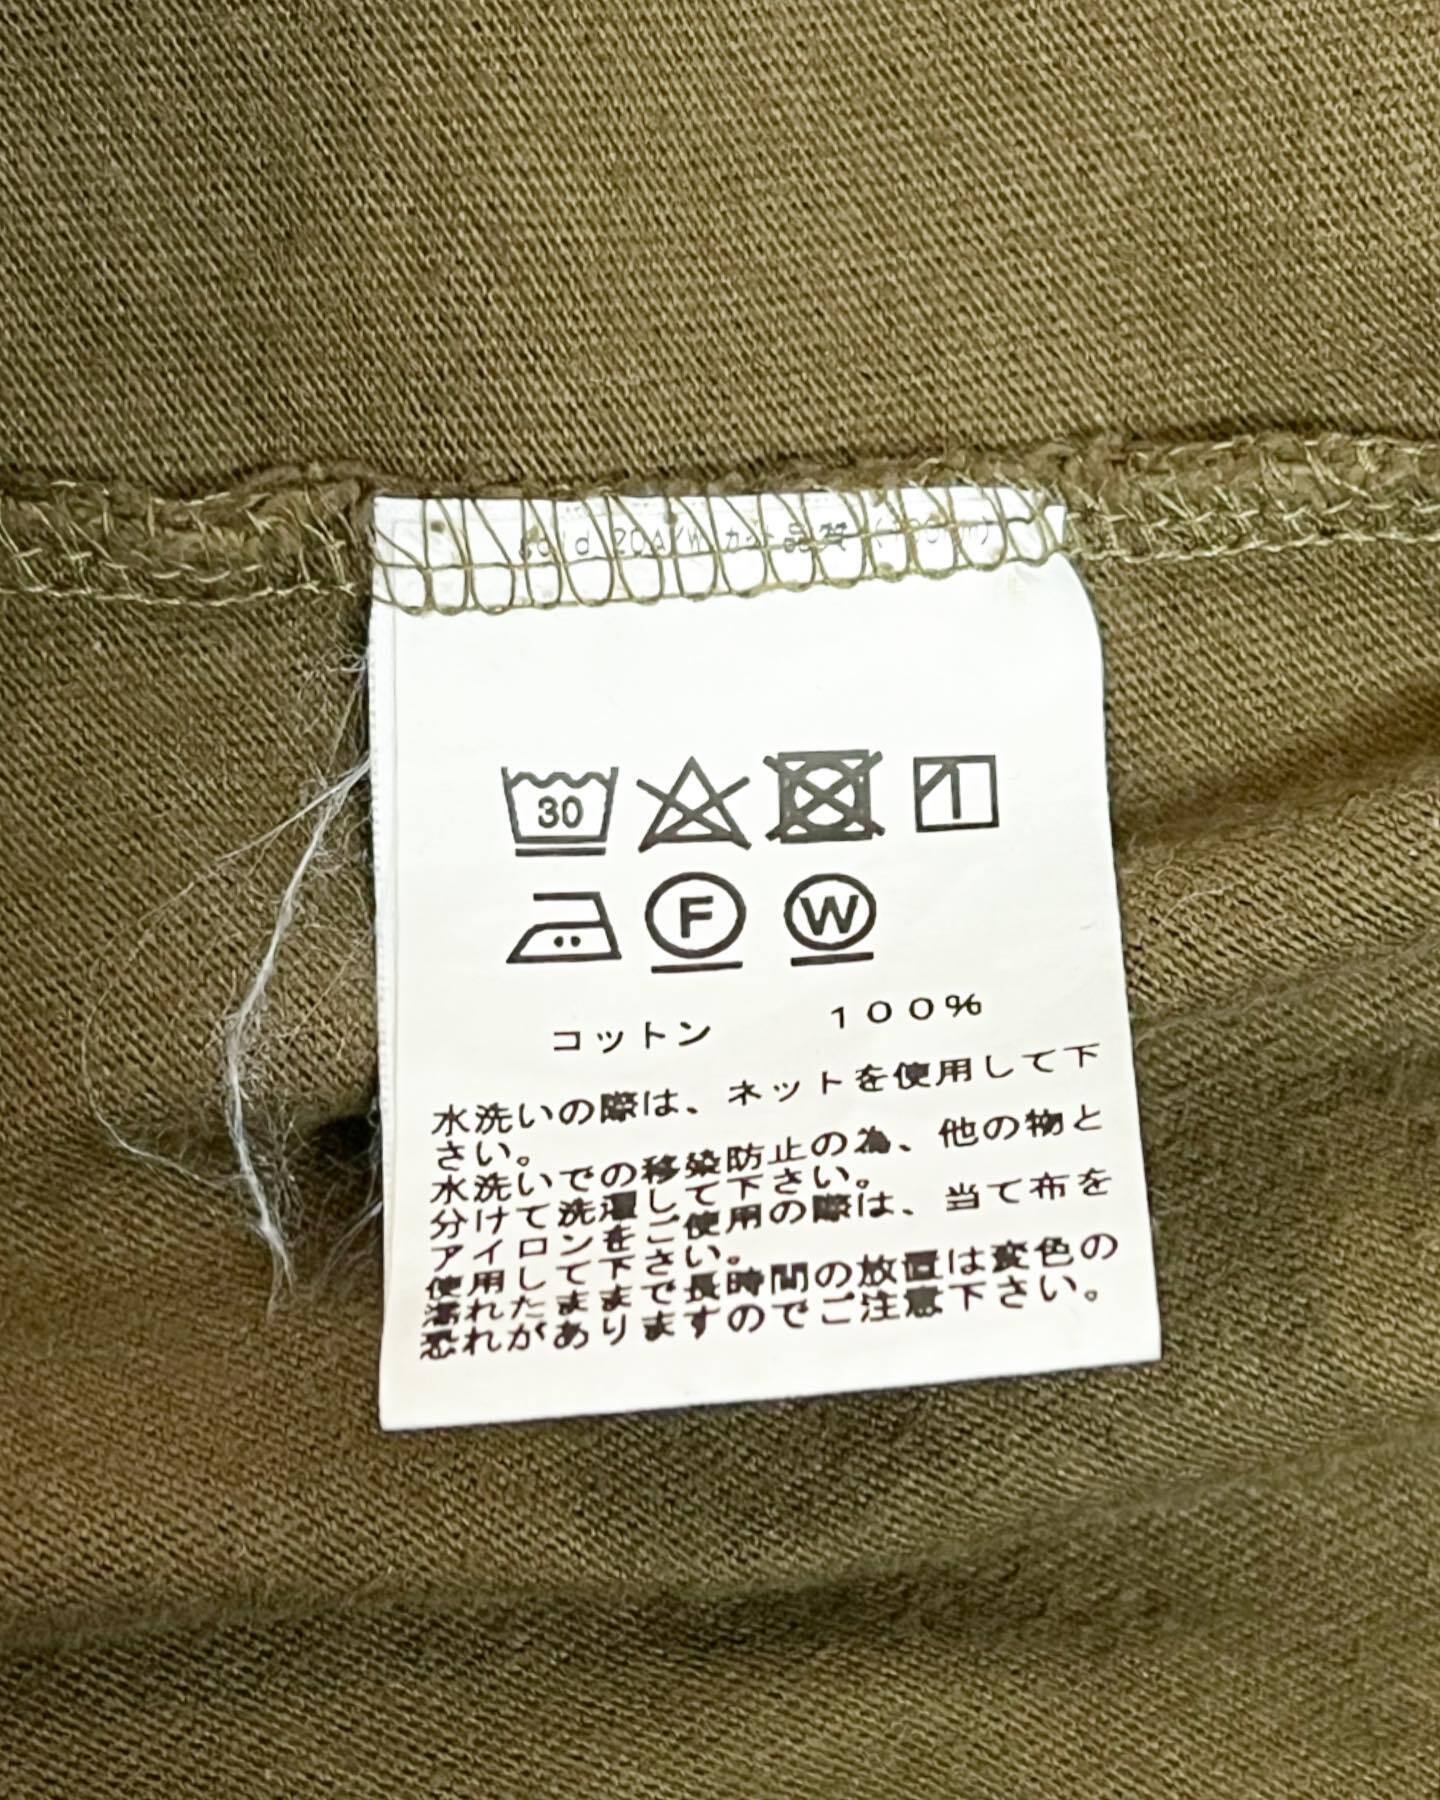 30
F W
コットン 100%
水洗いの際は、ネットを使用して下
さい。
水洗いでの移染防止の為、他の物と
分けて洗濯して下さい。
アイロンをご使用の際は、当て布を
使用して下さい。
濡れたままで長時間の放置は変色の
恐れがありますのでご注意下さい。